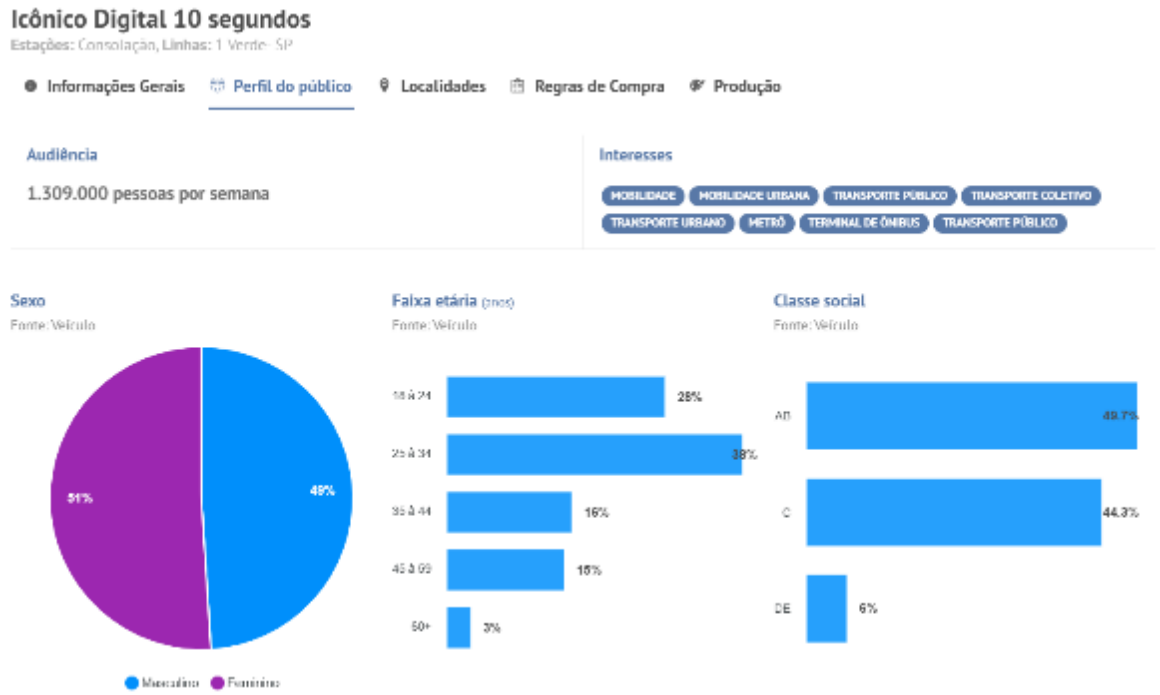 Icônico Digital 10 segundos
Estações: Consolação, Linhas: 1 Verde- SP
Informações Gerais
Perfil do público
Localidades
Regras de Compra
Produção
Audiência
1.309.000 pessoas por semana
Interesses
MOBILIDADE MOBILIDADE URBANA TRANSPORTE PÚBLICO TRANSPORTE COLETIVO
TRANSPORTE URBANO METRÔ TERMINAL DE ÔNIBUS TRANSPORTE PÚBLICO
Sexo
Fonte: Veículo
51%
49%
Masculino Feminino
Faixa etária (anos)
Fonte: Veículo
18 à 24 28%
25 à 34 38%
35 à 44 16%
45 à 59 15%
60+ 3%
Classe social
Fonte: Veículo
AB 49.7%
C 44.3%
DE 6%